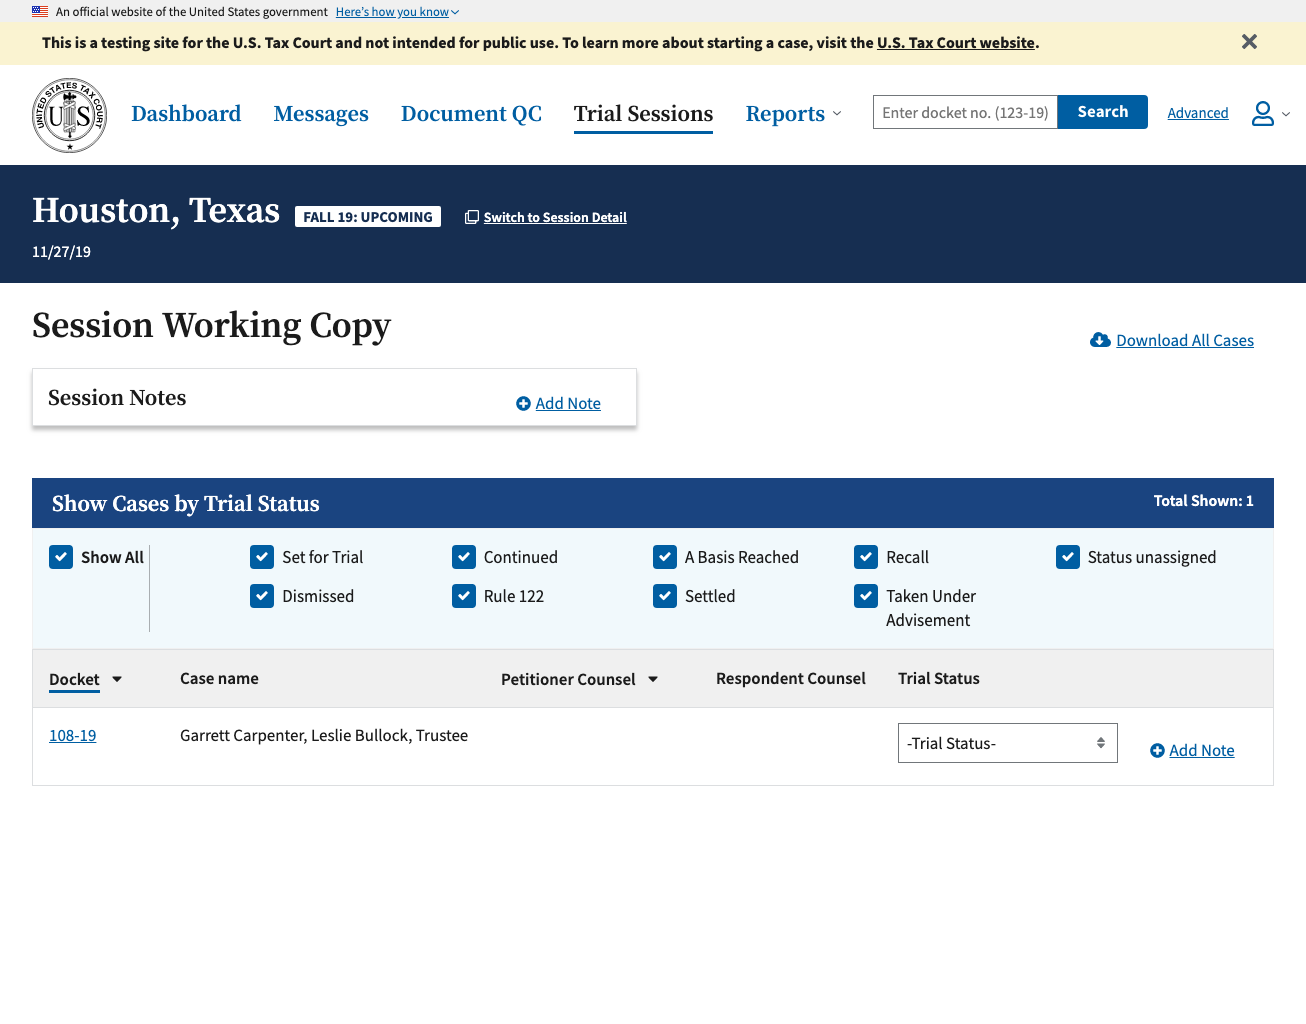 An official website of the United States government Here's how you know
This is a testing site for the U.S. Tax Court and not intended for public use. To learn more about starting a case, visit the U.S. Tax Court website.
UNITED STATES TAX COURT
US
Dashboard Messages Document QC Trial Sessions Reports Enter docket no. (123-19) Search Advanced
Houston, Texas FALL 19: UPCOMING Switch to Session Detail
11/27/19
Session Working Copy
Download All Cases
Session Notes Add Note
Show Cases by Trial Status Total Shown: 1
Show All Set for Trial Continued A Basis Reached Recall Status unassigned
Dismissed Rule 122 Settled Taken Under
Advisement
Docket Case name Petitioner Counsel Respondent Counsel Trial Status
108-19 Garrett Carpenter, Leslie Bullock, Trustee -Trial Status- Add Note